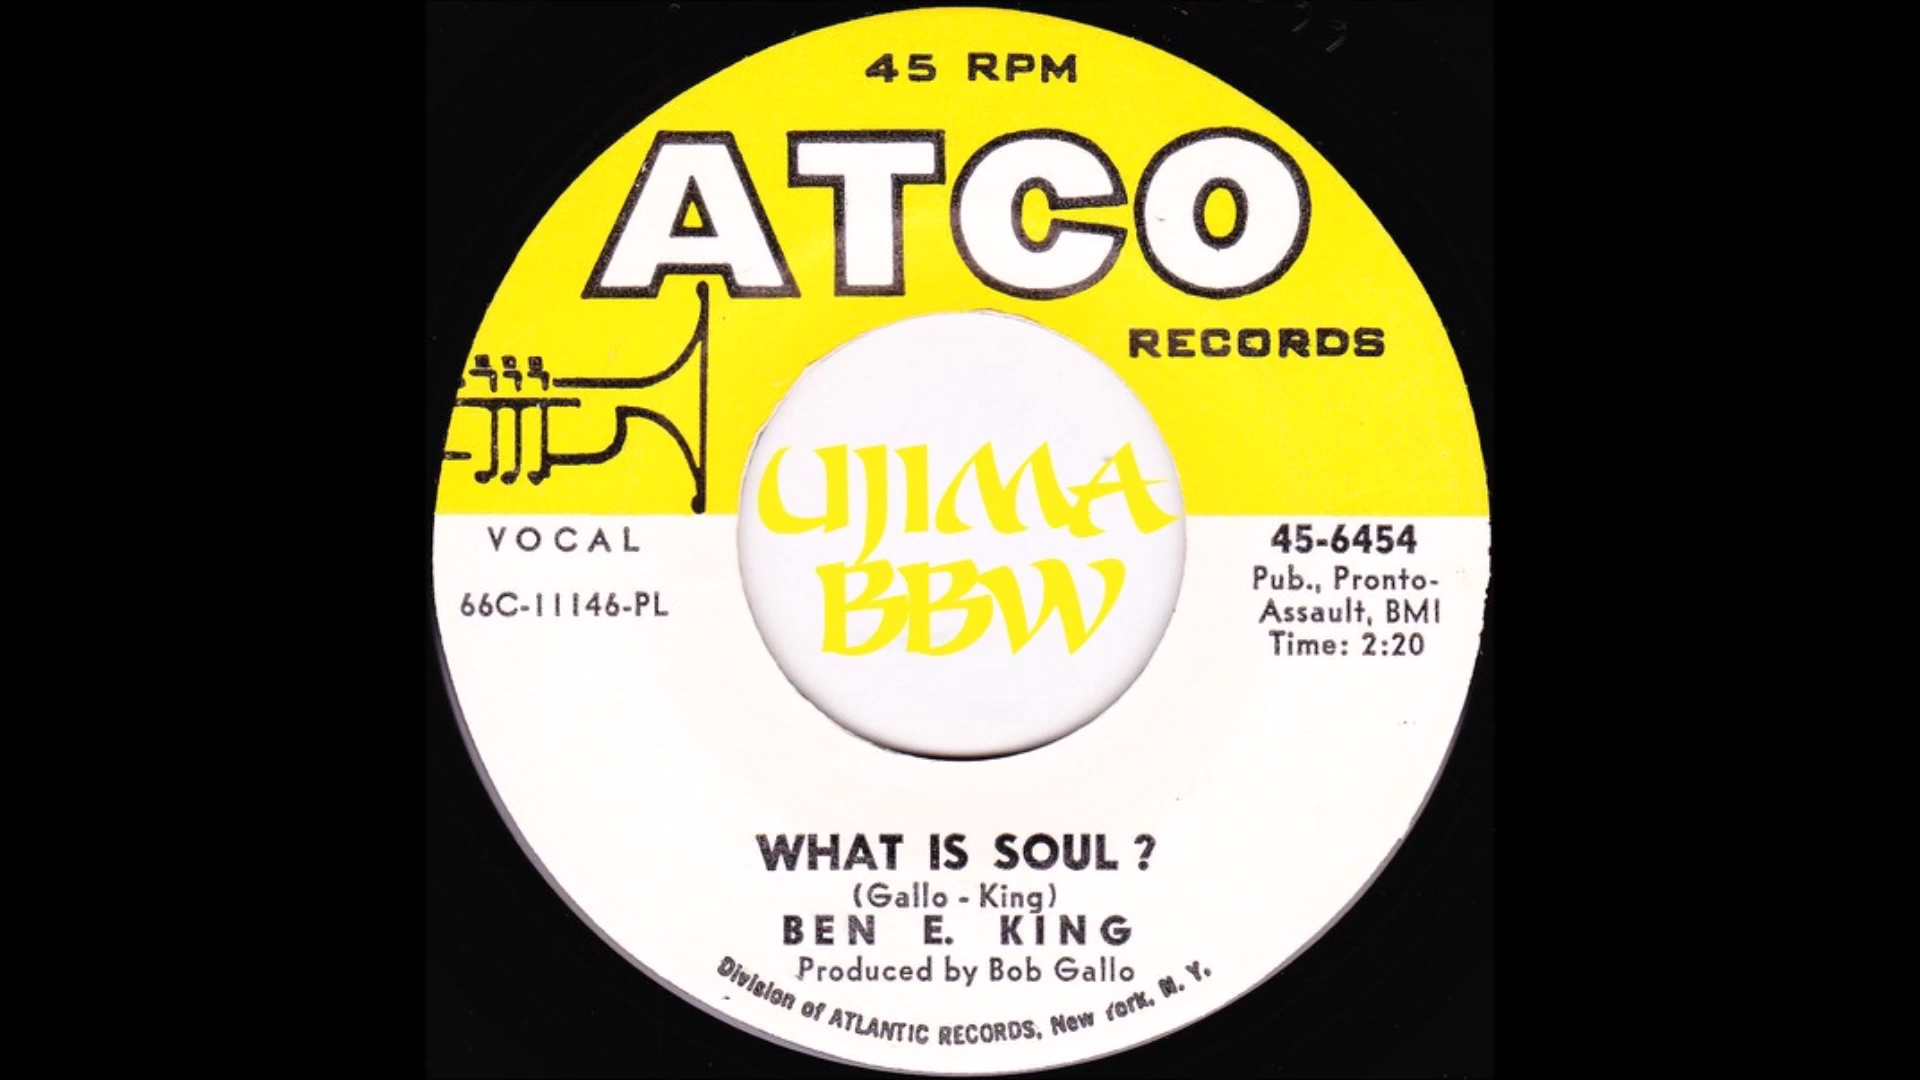 45 RPM
ATCO
RECORDS
UJIMA
BBW
VOCAL
66C-11146-PL
45-6454
Pub., Pronto-
Assault, BMI
Time: 2:20
WHAT IS SOUL ?
(Gallo - King)
BEN E. KING
Produced by Bob Gallo
Division of ATLANTIC RECORDS, New York, N. Y.